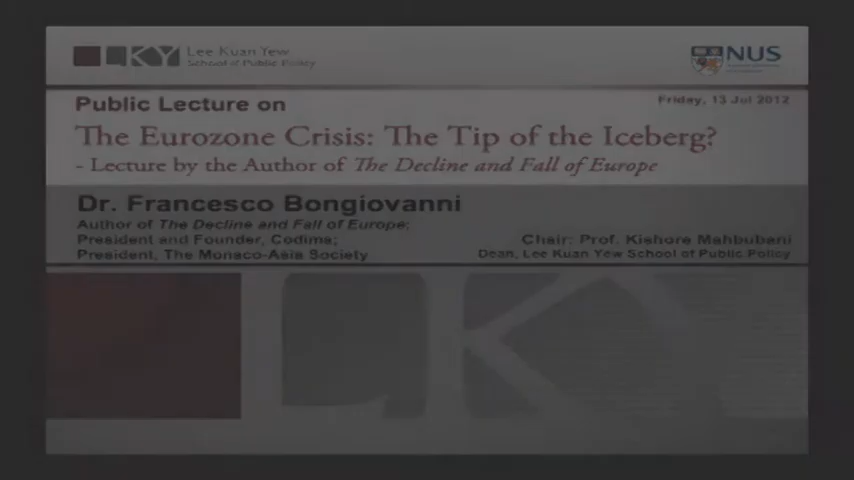 LKY Lee Kuan Yew
School of Public Policy
NUS
Public Lecture on
Friday, 13 Jul 2012
The Eurozone Crisis: The Tip of the Iceberg?
- Lecture by the Author of The Decline and Fall of Europe
Dr. Francesco Bongiovanni
Author of The Decline and Fall of Europe;
President and Founder, Codima;
President, The Monaco-Asia Society
Chair: Prof. Kishore Mahbubani
Dean, Lee Kuan Yew School of Public Policy
LKY